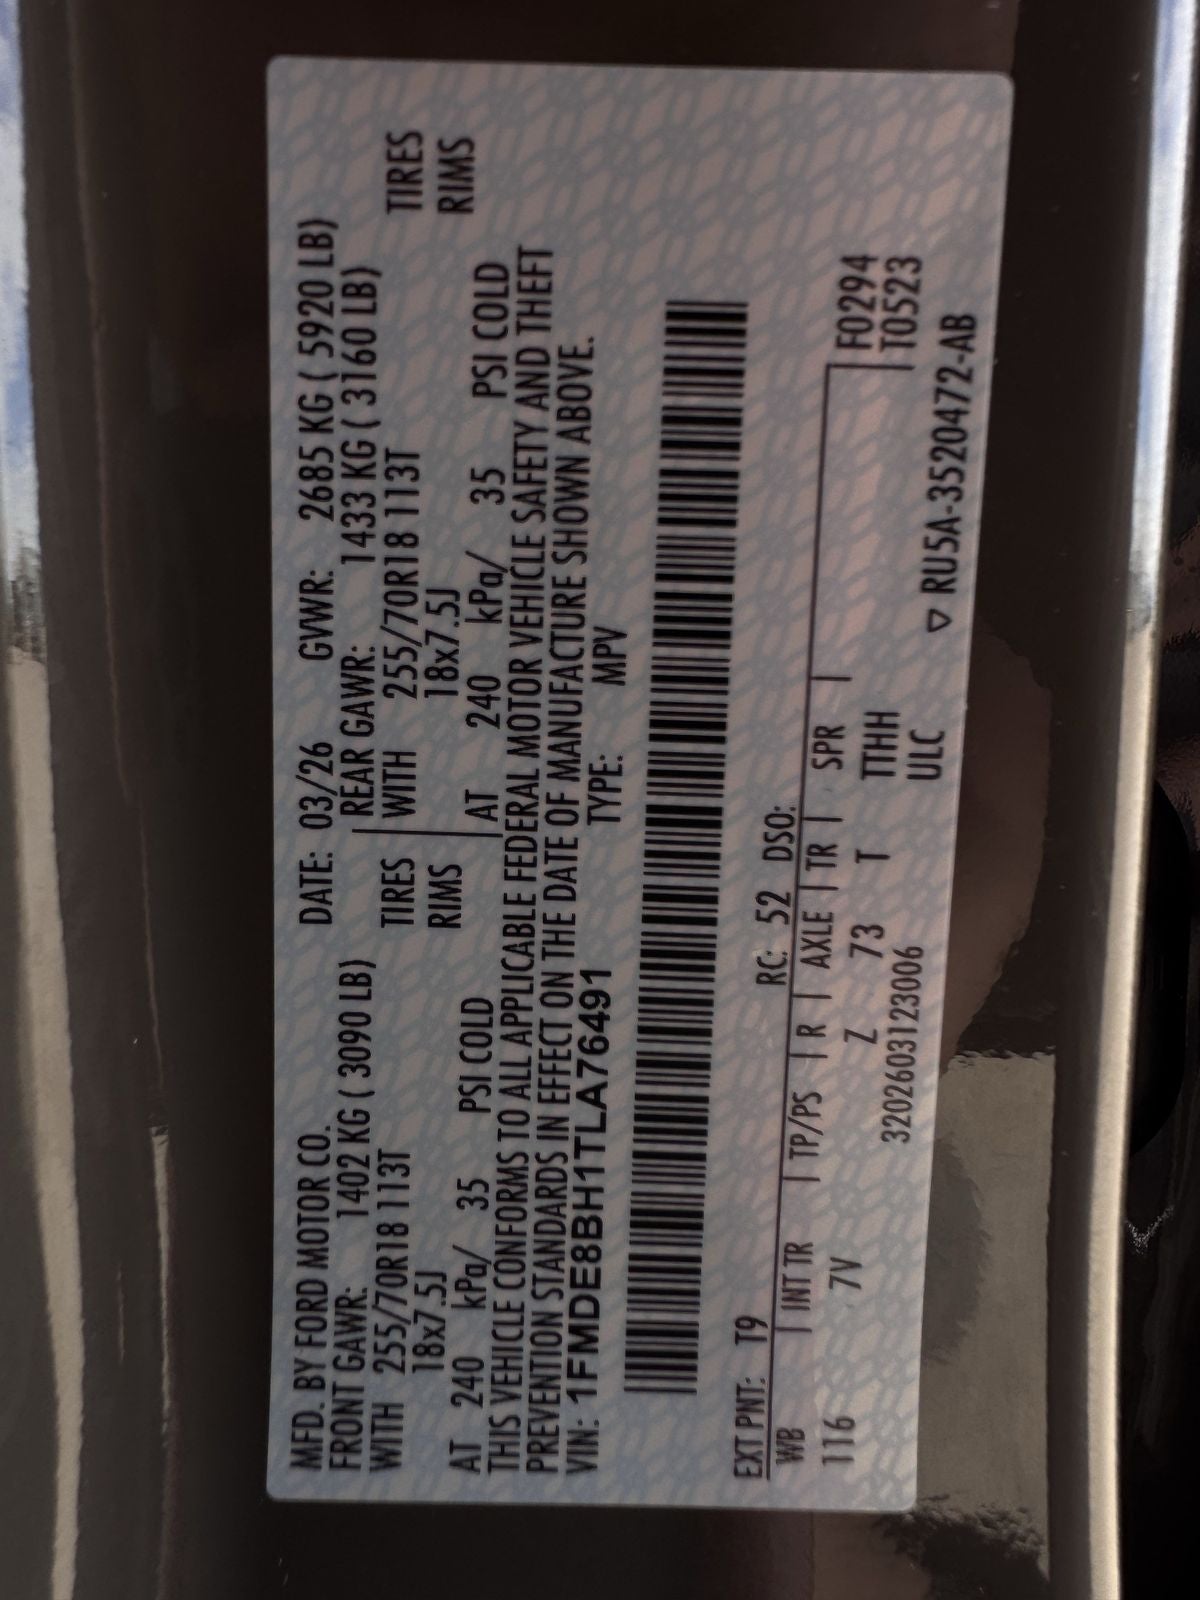 MFD. BY FORD MOTOR CO. DATE: 03/26 GVWR: 2685 KG ( 5920 LB)
FRONT GAWR: 1402 KG ( 3090 LB) REAR GAWR: 1433 KG ( 3160 LB)
WITH 255/70R18 113T TIRES WITH 255/70R18 113T TIRES
18x7.5J RIMS 18x7.5J RIMS
AT 240 kPa/ 35 PSI COLD AT 240 kPa/ 35 PSI COLD
THIS VEHICLE CONFORMS TO ALL APPLICABLE FEDERAL MOTOR VEHICLE SAFETY AND THEFT
PREVENTION STANDARDS IN EFFECT ON THE DATE OF MANUFACTURE SHOWN ABOVE.
VIN: 1FMDE8BH1TLA76491 TYPE: MPV
EXT PNT: T9 RC: 52 DSO:
WB | INT TR | TP/PS | R | AXLE | TR | SPR | F0294
116 7V Z 73 T TTHH T0523
320260312300​6 ULC
▽ RU5A-3520472-AB